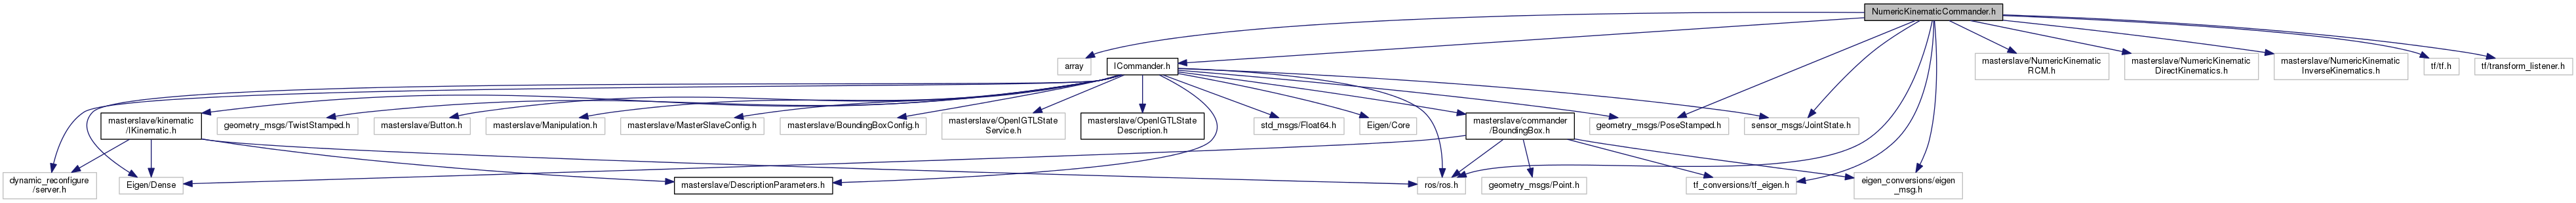 NumericKinematicCommander.h
array
ICommander.h
masterslave/NumericKinematic
RCM.h
masterslave/NumericKinematic
DirectKinematics.h
masterslave/NumericKinematic
InverseKinematics.h
tf/tf.h
tf/transform_listener.h
masterslave/kinematic
/IKinematic.h
geometry_msgs/TwistStamped.h
masterslave/Button.h
masterslave/Manipulation.h
masterslave/MasterSlaveConfig.h
masterslave/BoundingBoxConfig.h
masterslave/OpenIGTLState
Service.h
masterslave/OpenIGTLState
Description.h
std_msgs/Float64.h
Eigen/Core
masterslave/commander
/BoundingBox.h
geometry_msgs/PoseStamped.h
sensor_msgs/JointState.h
dynamic_reconfigure
/server.h
Eigen/Dense
masterslave/DescriptionParameters.h
ros/ros.h
geometry_msgs/Point.h
tf_conversions/tf_eigen.h
eigen_conversions/eigen
_msg.h